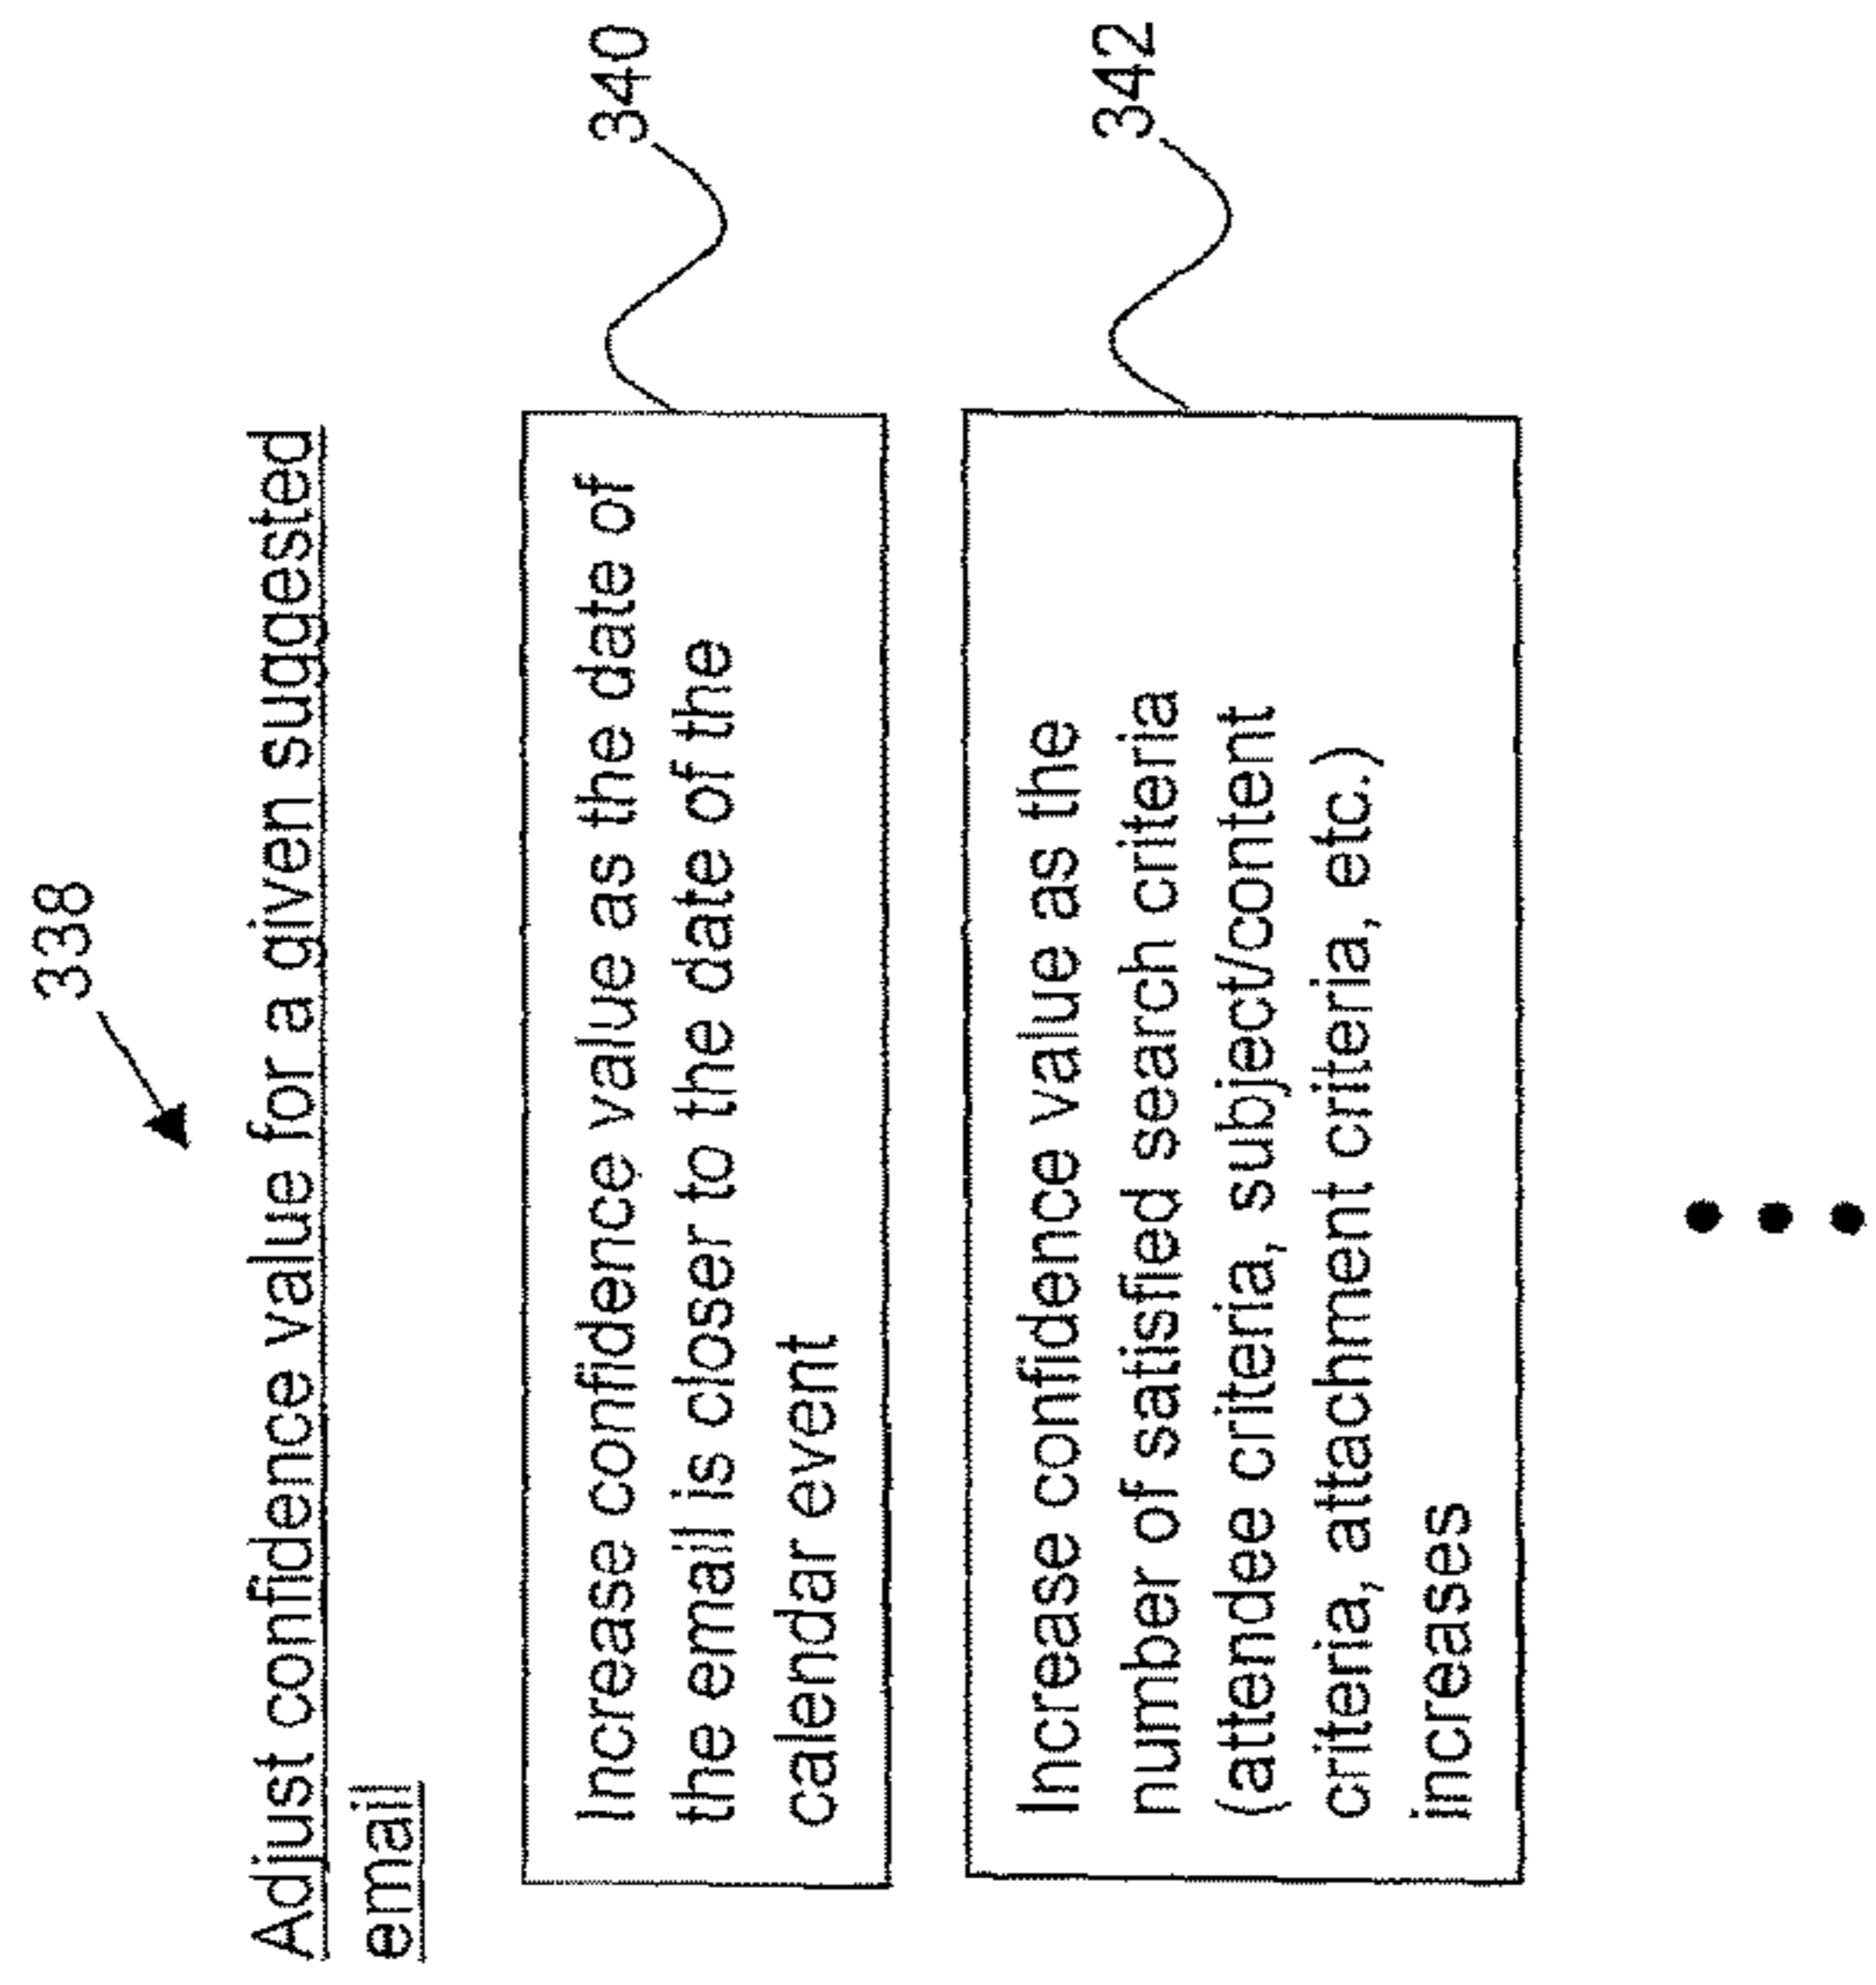 338
Adjust confidence value for a given suggested
email
340
Increase confidence value as the date of
the email is closer to the date of the
calendar event
342
Increase confidence value as the
number of satisfied search criteria
(attendee criteria, subject/content
criteria, attachment criteria, etc.)
increases